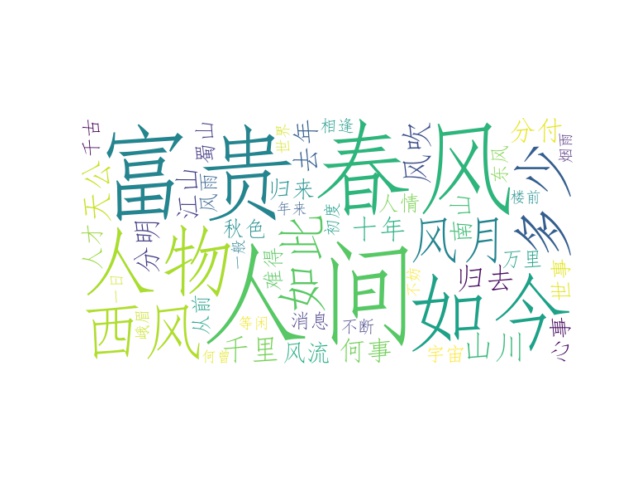 千古
富贵
蜀山
去年
世界
相逢
春风
风吹
分付
烟雨
天公
江山
风雨
归来
年来
初度
人情
东风
楼前
多少
人才
分明
秋色
一般
如此
十年
风月
南山
万里
人物
一日
难得
人间
不妨
归去
世事
西风
峨眉
从前
等闲
消息
不断
如今
心事
何曾
千里
风流
何事
宇宙
山川